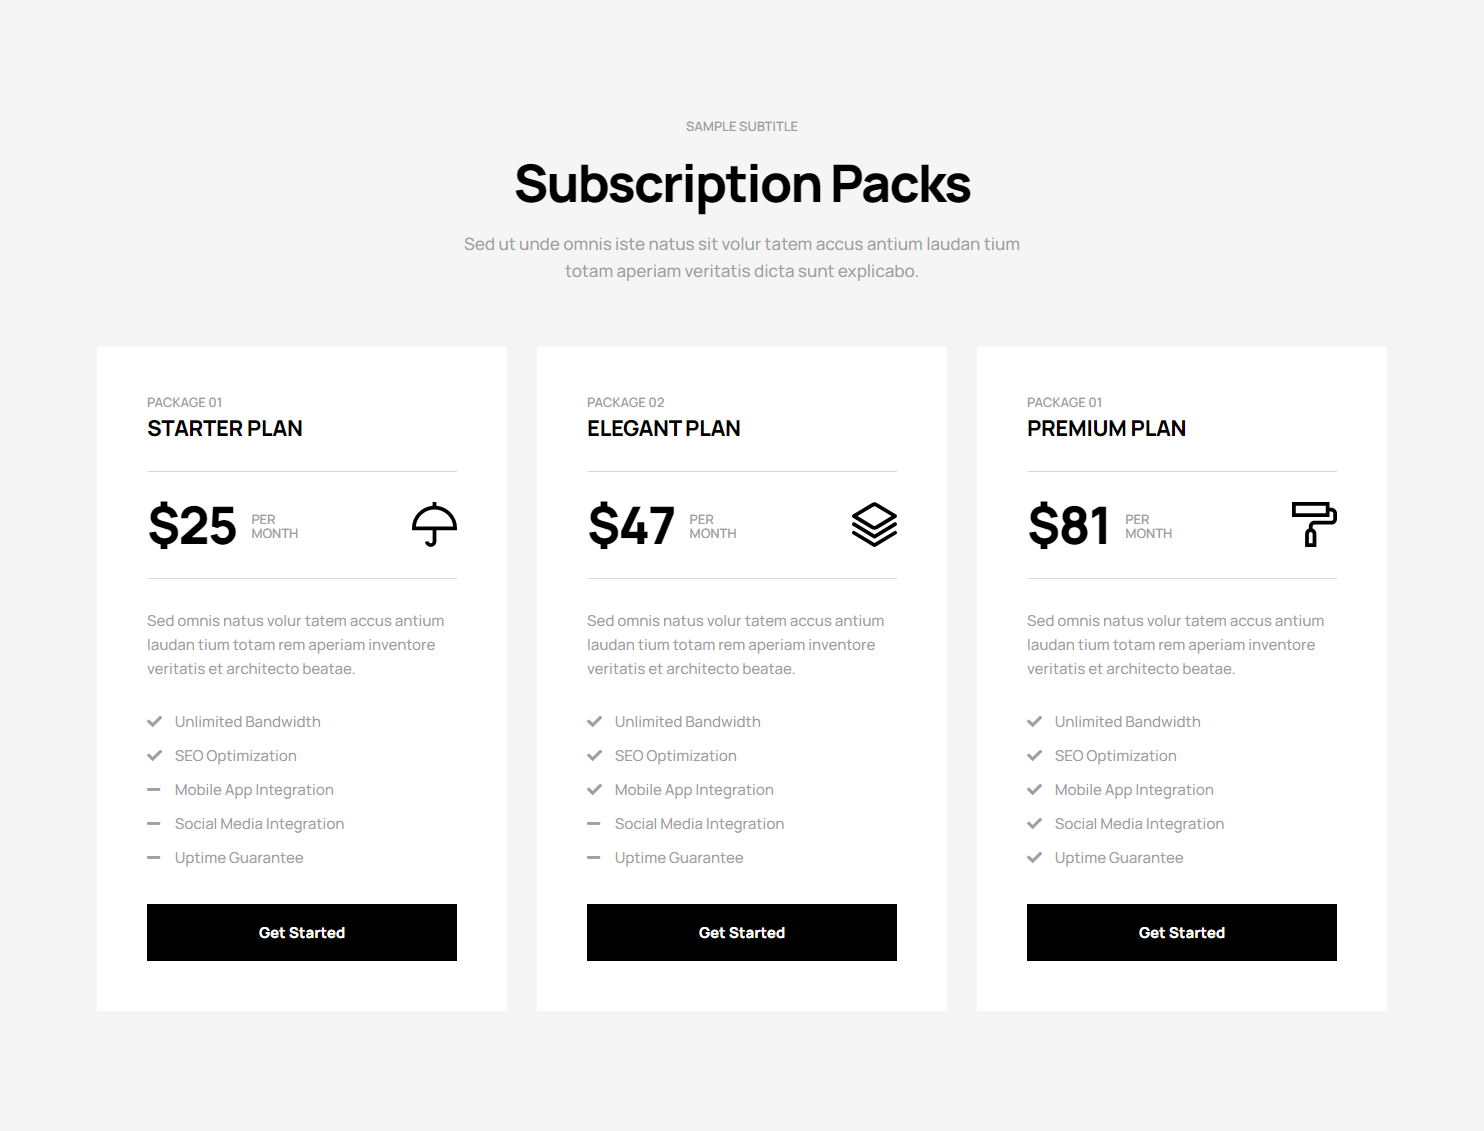 SAMPLE SUBTITLE
Subscription Packs
Sed ut unde omnis iste natus sit volur tatem accus antium laudan tium
totam aperiam veritatis dicta sunt explicabo.
PACKAGE 01
STARTER PLAN
$25 PER
MONTH
Sed omnis natus volur tatem accus antium
laudan tium totam rem aperiam inventore
veritatis et architecto beatae.
Unlimited Bandwidth
SEO Optimization
Mobile App Integration
Social Media Integration
Uptime Guarantee
Get Started
PACKAGE 02
ELEGANT PLAN
$47 PER
MONTH
Sed omnis natus volur tatem accus antium
laudan tium totam rem aperiam inventore
veritatis et architecto beatae.
Unlimited Bandwidth
SEO Optimization
Mobile App Integration
Social Media Integration
Uptime Guarantee
Get Started
PACKAGE 01
PREMIUM PLAN
$81 PER
MONTH
Sed omnis natus volur tatem accus antium
laudan tium totam rem aperiam inventore
veritatis et architecto beatae.
Unlimited Bandwidth
SEO Optimization
Mobile App Integration
Social Media Integration
Uptime Guarantee
Get Started